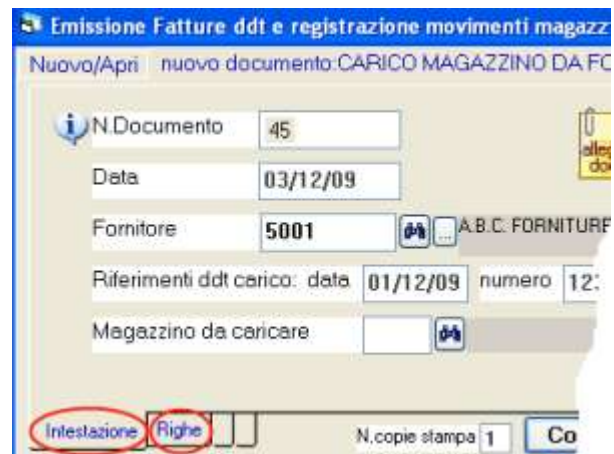 Emissione Fatture ddt e registrazione movimenti magazz
Nuovo/Apri nuovo documento:CARICO MAGAZZINO DA FO
N.Documento 45
Data 03/12/09
Fornitore 5001 ... A.B.C. FORNITURE
Riferimenti ddt carico: data 01/12/09 numero 12
Magazzino da caricare
Intestazione Righe N.copie stampa 1 Co